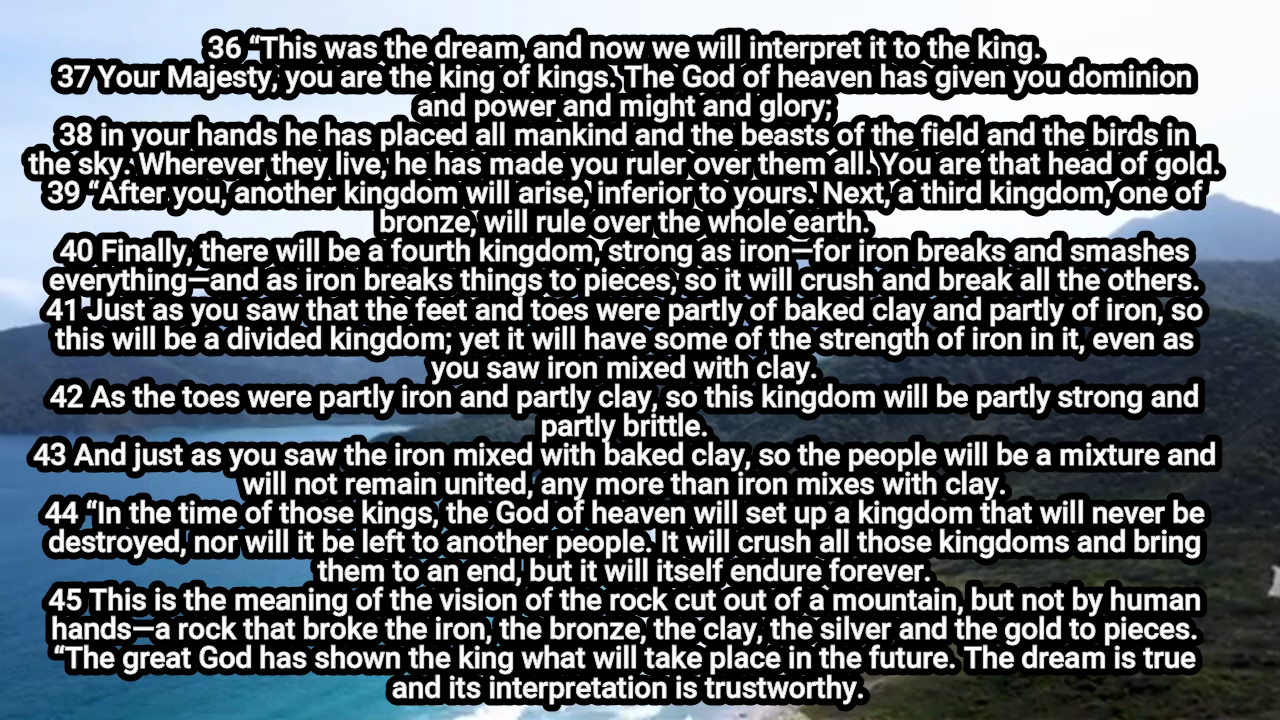 36 “This was the dream, and now we will interpret it to the king.
37 Your Majesty, you are the king of kings. The God of heaven has given you dominion
and power and might and glory;
38 in your hands he has placed all mankind and the beasts of the field and the birds in
the sky. Wherever they live, he has made you ruler over them all. You are that head of gold.
39 “After you, another kingdom will arise, inferior to yours. Next, a third kingdom, one of
bronze, will rule over the whole earth.
40 Finally, there will be a fourth kingdom, strong as iron—for iron breaks and smashes
everything—and as iron breaks things to pieces, so it will crush and break all the others.
41 Just as you saw that the feet and toes were partly of baked clay and partly of iron, so
this will be a divided kingdom; yet it will have some of the strength of iron in it, even as
you saw iron mixed with clay.
42 As the toes were partly iron and partly clay, so this kingdom will be partly strong and
partly brittle.
43 And just as you saw the iron mixed with baked clay, so the people will be a mixture and
will not remain united, any more than iron mixes with clay.
44 “In the time of those kings, the God of heaven will set up a kingdom that will never be
destroyed, nor will it be left to another people. It will crush all those kingdoms and bring
them to an end, but it will itself endure forever.
45 This is the meaning of the vision of the rock cut out of a mountain, but not by human
hands—a rock that broke the iron, the bronze, the clay, the silver and the gold to pieces.
“The great God has shown the king what will take place in the future. The dream is true
and its interpretation is trustworthy.